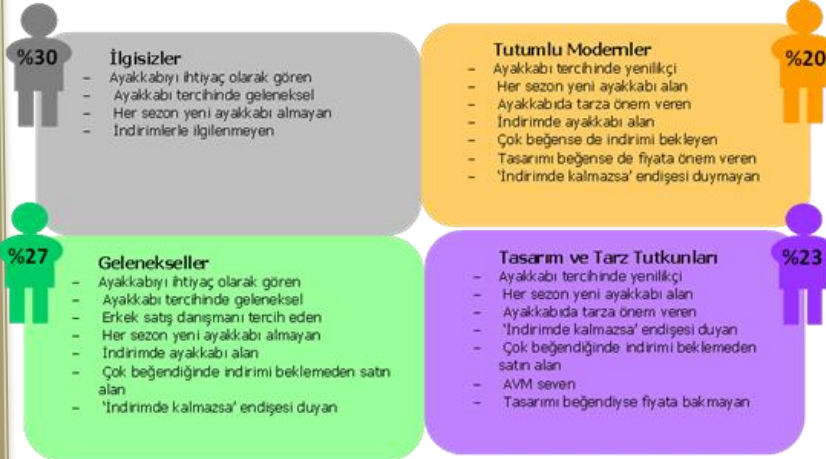 %30
İlgisizler
- Ayakkabıyı ihtiyaç olarak gören
- Ayakkabı tercihinde geleneksel
- Her sezon yeni ayakkabı almayan
- İndirimlerle ilgilenmeyen
%20
Tutumlu Modernler
- Ayakkabı tercihinde yenilikçi
- Her sezon yeni ayakkabı alan
- Ayakkabıda tarza önem veren
- İndirimde ayakkabı alan
- Çok beğense de indirimi bekleyen
- Tasarımı beğense de fiyata önem veren
- 'İndirimde kalmazsa' endişesi duymayan
%27
Gelenekseller
- Ayakkabıyı ihtiyaç olarak gören
- Ayakkabı tercihinde geleneksel
- Erkek satış danışmanı tercih eden
- Her sezon yeni ayakkabı almayan
- İndirimde ayakkabı alan
- Çok beğendiğinde indirimi beklemeden satın
alan
- 'İndirimde kalmazsa' endişesi duyan
%23
Tasarım ve Tarz Tutkunları
- Ayakkabı tercihinde yenilikçi
- Her sezon yeni ayakkabı alan
- Ayakkabıda tarza önem veren
- 'İndirimde kalmazsa' endişesi duyan
- Çok beğendiğinde indirimi beklemeden
satın alan
- AVM seven
- Tasarımı beğendiyse fiyata bakmayan